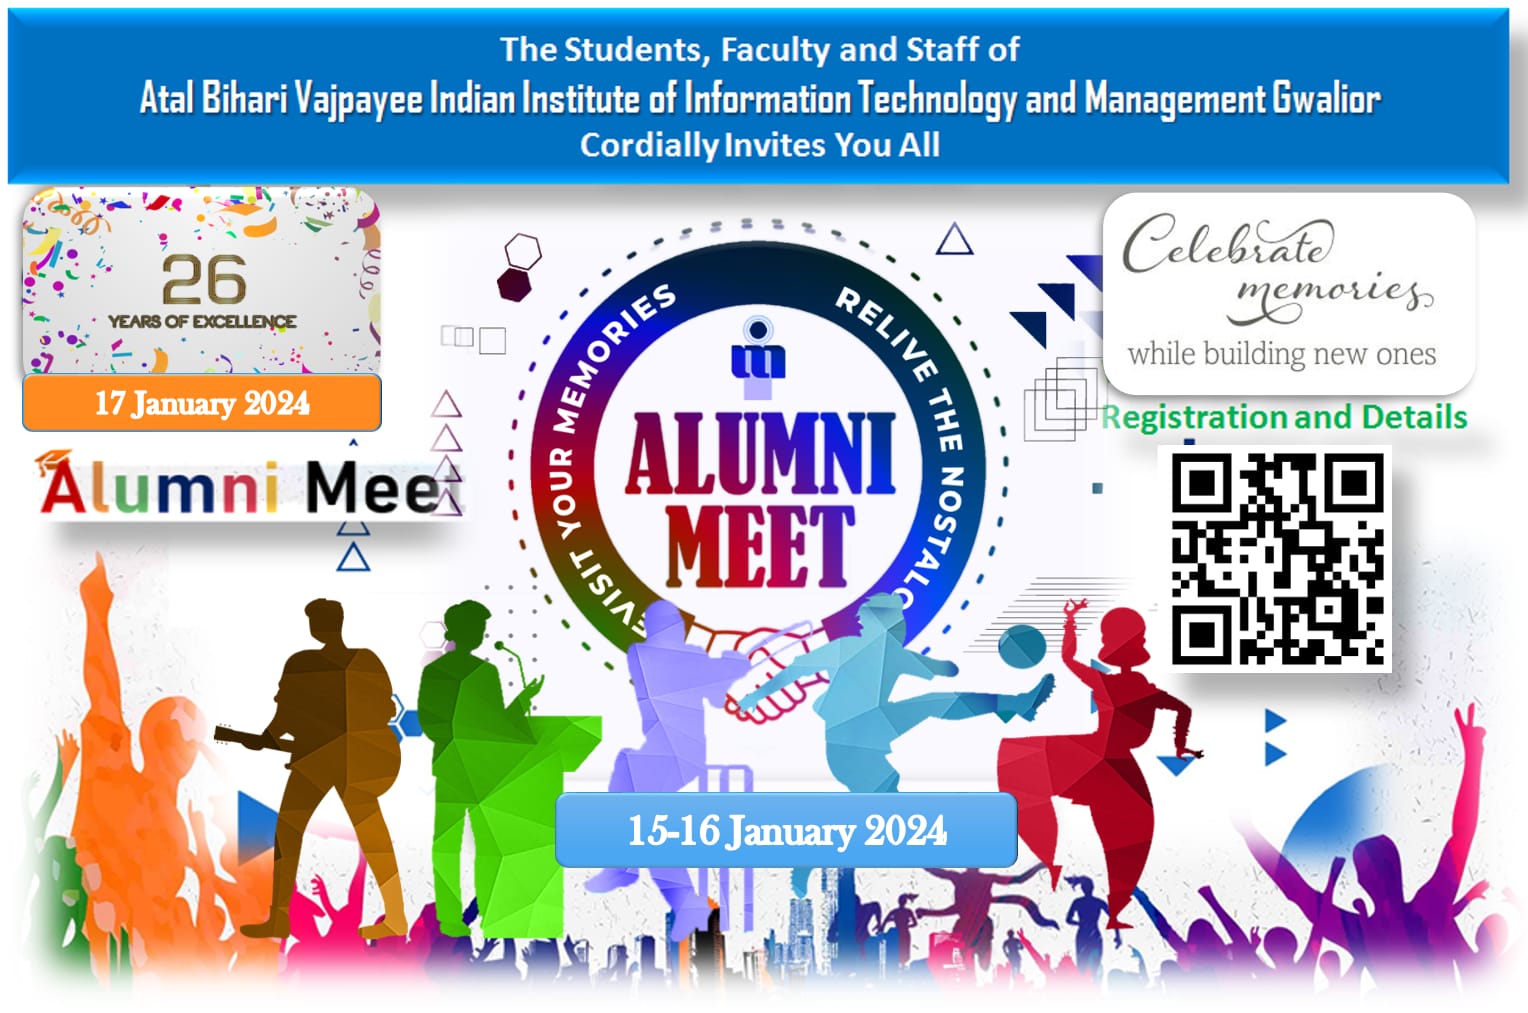 The Students, Faculty and Staff of
Atal Bihari Vajpayee Indian Institute of Information Technology and Management Gwalior
Cordially Invites You All
26
YEARS OF EXCELLENCE
17 January 2024
Alumni Meet
EVISIT YOUR MEMORIES
RELIVE THE NOSTALG
ALUMNI
MEET
Celebrate
memories
while building new ones
Registration and Details
15-16 January 2024